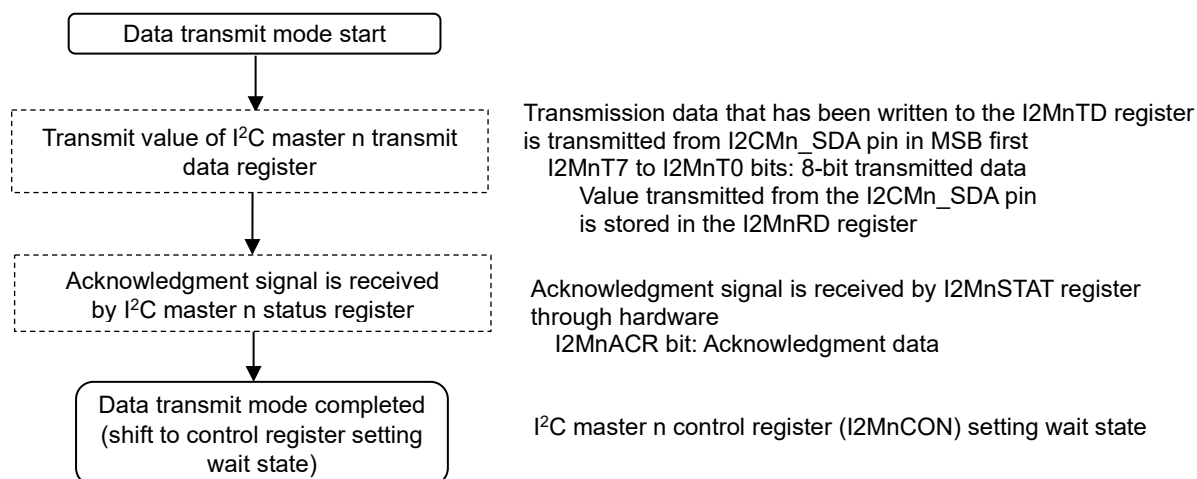 Data transmit mode start
Transmit value of I²C master n transmit
data register
Transmission data that has been written to the I2MnTD register
is transmitted from I2CMn_SDA pin in MSB first
I2MnT7 to I2MnT0 bits: 8-bit transmitted data
Value transmitted from the I2CMn_SDA pin
is stored in the I2MnRD register
Acknowledgment signal is received
by I²C master n status register
Acknowledgment signal is received by I2MnSTAT register
through hardware
I2MnACR bit: Acknowledgment data
Data transmit mode completed
(shift to control register setting
wait state)
I²C master n control register (I2MnCON) setting wait state